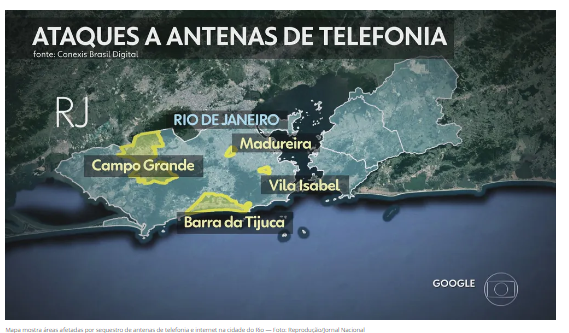 ATAQUES A ANTENAS DE TELEFONIA
fonte: Conexis Brasil Digital
RJ
RIO DE JANEIRO
Madureira
Campo Grande
Vila Isabel
Barra da Tijuca
GOOGLE
Mapa mostra áreas afetadas por sequestro de antenas de telefonia e internet na cidade do Rio — Foto: Reprodução/Jornal Nacional